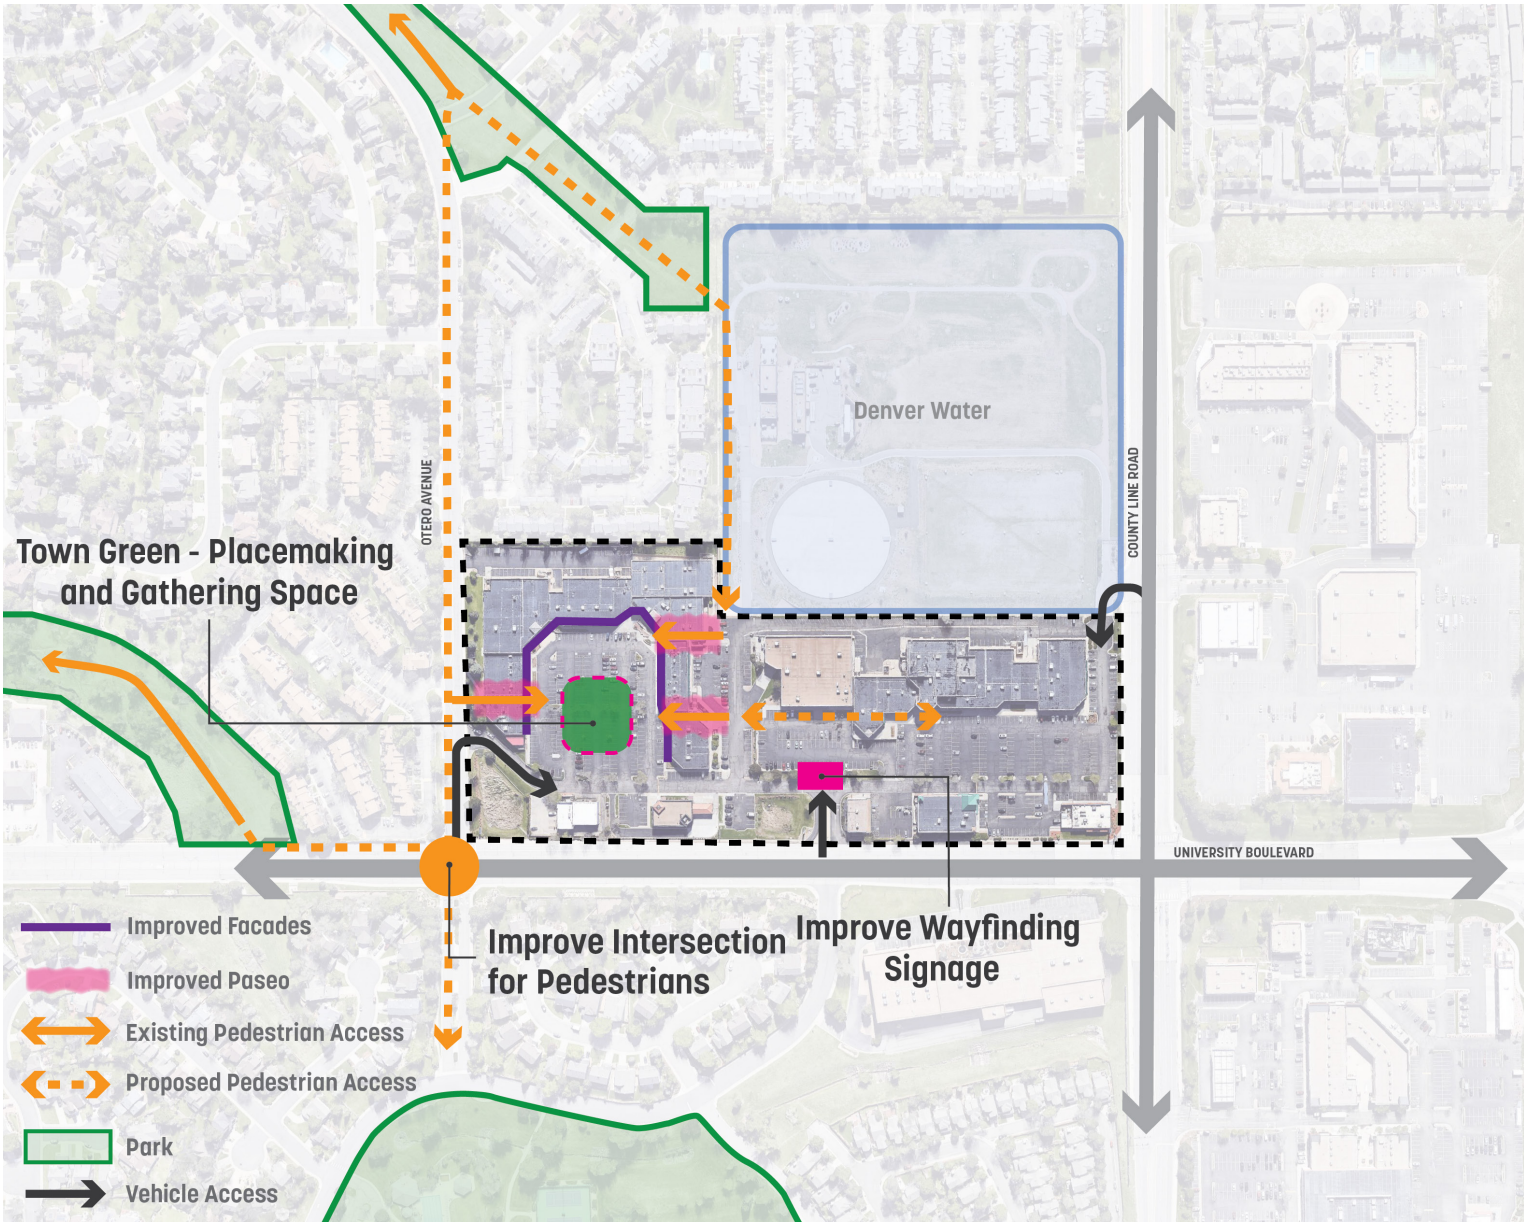 Denver Water
COUNTY LINE ROAD
OTERO AVENUE
Town Green - Placemaking
and Gathering Space
UNIVERSITY BOULEVARD
Improve Intersection
for Pedestrians
Improve Wayfinding
Signage
Improved Facades
Improved Paseo
Existing Pedestrian Access
Proposed Pedestrian Access
Park
Vehicle Access